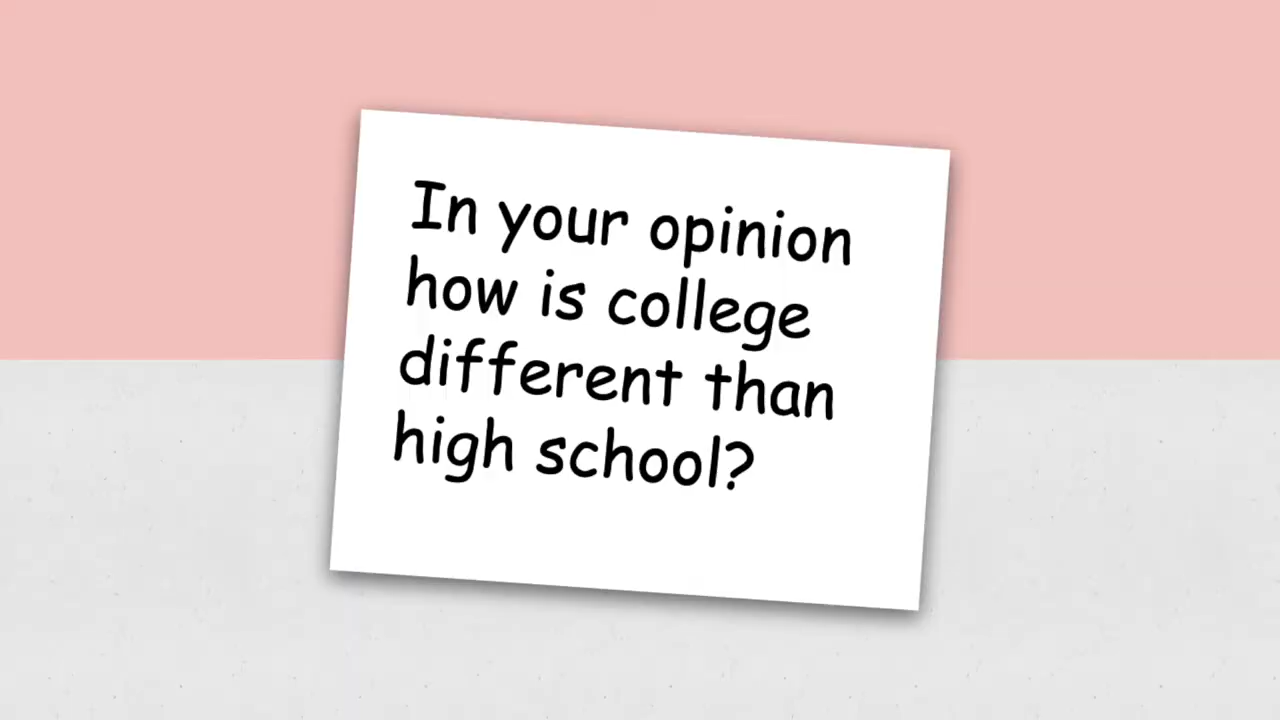 In your opinion
how is college
different than
high school?